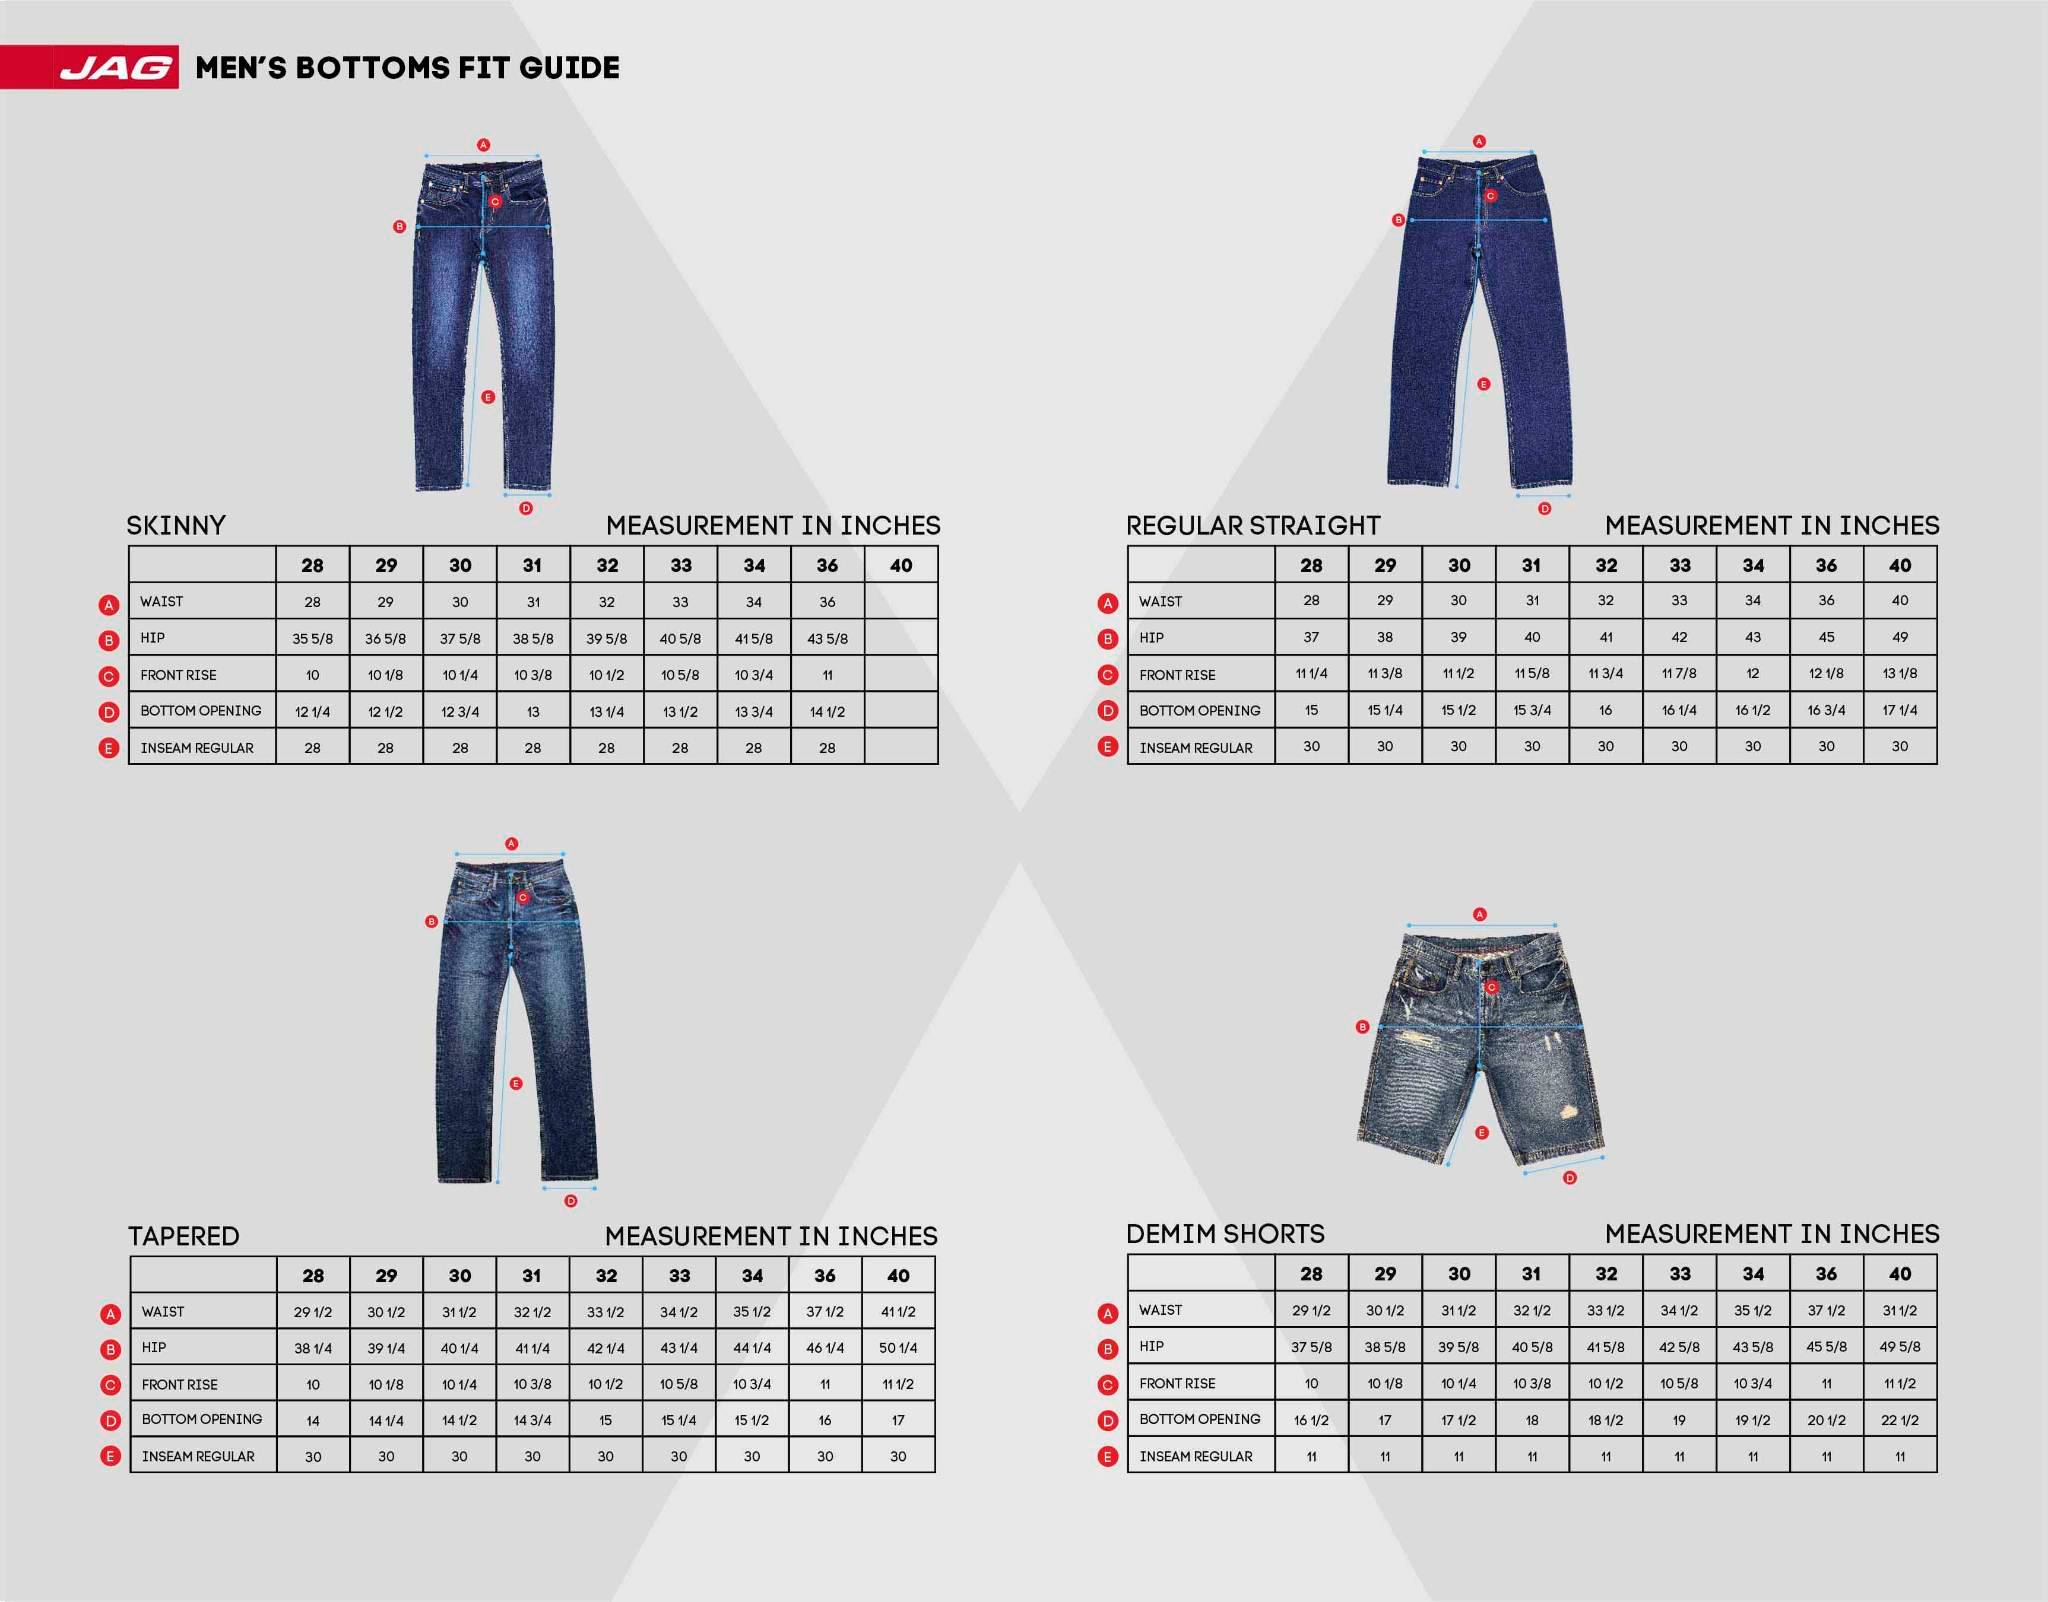 JAG MEN'S BOTTOMS FIT GUIDE
A
B
C
E
D
SKINNY MEASUREMENT IN INCHES
28 29 30 31 32 33 34 36 40
A WAIST 28 29 30 31 32 33 34 36
B HIP 35 5/8 36 5/8 37 5/8 38 5/8 39 5/8 40 5/8 41 5/8 43 5/8
C FRONT RISE 10 10 1/8 10 1/4 10 3/8 10 1/2 10 5/8 10 3/4 11
D BOTTOM OPENING 12 1/4 12 1/2 12 3/4 13 13 1/4 13 1/2 13 3/4 14 1/2
E INSEAM REGULAR 28 28 28 28 28 28 28 28
A
C
B
E
D
REGULAR STRAIGHT MEASUREMENT IN INCHES
28 29 30 31 32 33 34 36 40
A WAIST 28 29 30 31 32 33 34 36 40
B HIP 37 38 39 40 41 42 43 45 49
C FRONT RISE 11 1/4 11 3/8 11 1/2 11 5/8 11 3/4 11 7/8 12 12 1/8 13 1/8
D BOTTOM OPENING 15 15 1/4 15 1/2 15 3/4 16 16 1/4 16 1/2 16 3/4 17 1/4
E INSEAM REGULAR 30 30 30 30 30 30 30 30 30
A
C
B
E
D
TAPERED MEASUREMENT IN INCHES
28 29 30 31 32 33 34 36 40
A WAIST 29 1/2 30 1/2 31 1/2 32 1/2 33 1/2 34 1/2 35 1/2 37 1/2 41 1/2
B HIP 38 1/4 39 1/4 40 1/4 41 1/4 42 1/4 43 1/4 44 1/4 46 1/4 50 1/4
C FRONT RISE 10 10 1/8 10 1/4 10 3/8 10 1/2 10 5/8 10 3/4 11 11 1/2
D BOTTOM OPENING 14 14 1/4 14 1/2 14 3/4 15 15 1/4 15 1/2 16 17
E INSEAM REGULAR 30 30 30 30 30 30 30 30 30
A
C
B
E
D
DEMIM SHORTS MEASUREMENT IN INCHES
28 29 30 31 32 33 34 36 40
A WAIST 29 1/2 30 1/2 31 1/2 32 1/2 33 1/2 34 1/2 35 1/2 37 1/2 31 1/2
B HIP 37 5/8 38 5/8 39 5/8 40 5/8 41 5/8 42 5/8 43 5/8 45 5/8 49 5/8
C FRONT RISE 10 10 1/8 10 1/4 10 3/8 10 1/2 10 5/8 10 3/4 11 11 1/2
D BOTTOM OPENING 16 1/2 17 17 1/2 18 18 1/2 19 19 1/2 20 1/2 22 1/2
E INSEAM REGULAR 11 11 11 11 11 11 11 11 11